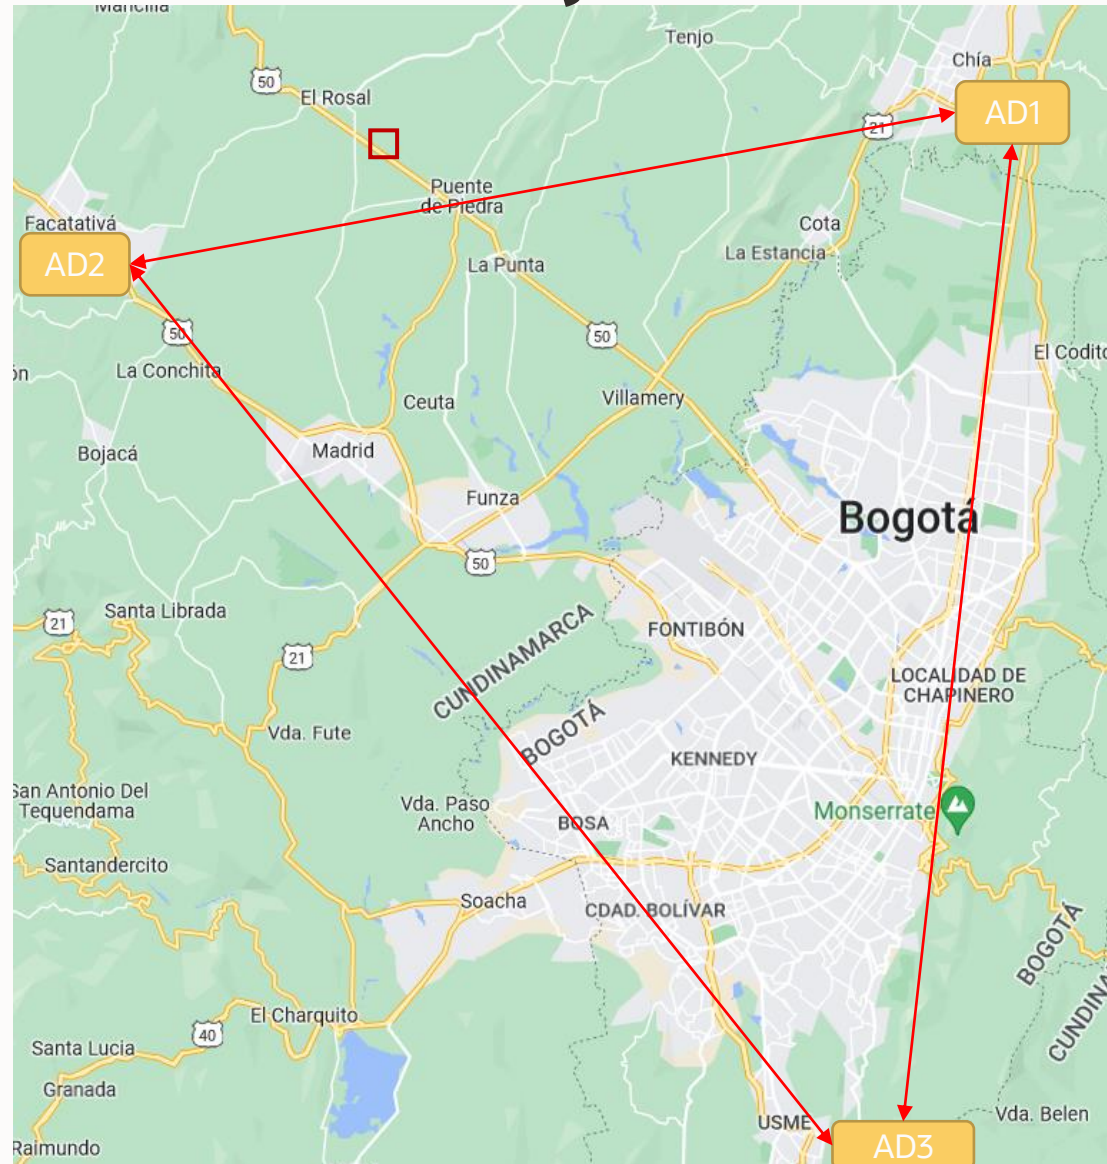 Tenjo
Chía
50
El Rosal
21
AD1
Puente
de Piedra
Facatativá
Cota
La Estancia
AD2
La Punta
50
50
El Codito
ón
La Conchita
Villamery
Ceuta
Bojacá
Madrid
Funza
Bogotá
50
Santa Librada
21
FONTIBÓN
CUNDINAMARCA
21
LOCALIDAD DE
CHAPINERO
Vda. Fute
BOGOTÁ
KENNEDY
San Antonio Del
Tequendama
Vda. Paso
Ancho
Monserrate
BOSA
Santandercito
Soacha
CDAD. BOLÍVAR
BOGOTÁ
El Charquito
40
CUNDINA
Santa Lucia
Granada
Vda. Belen
USME
Raimundo
AD3